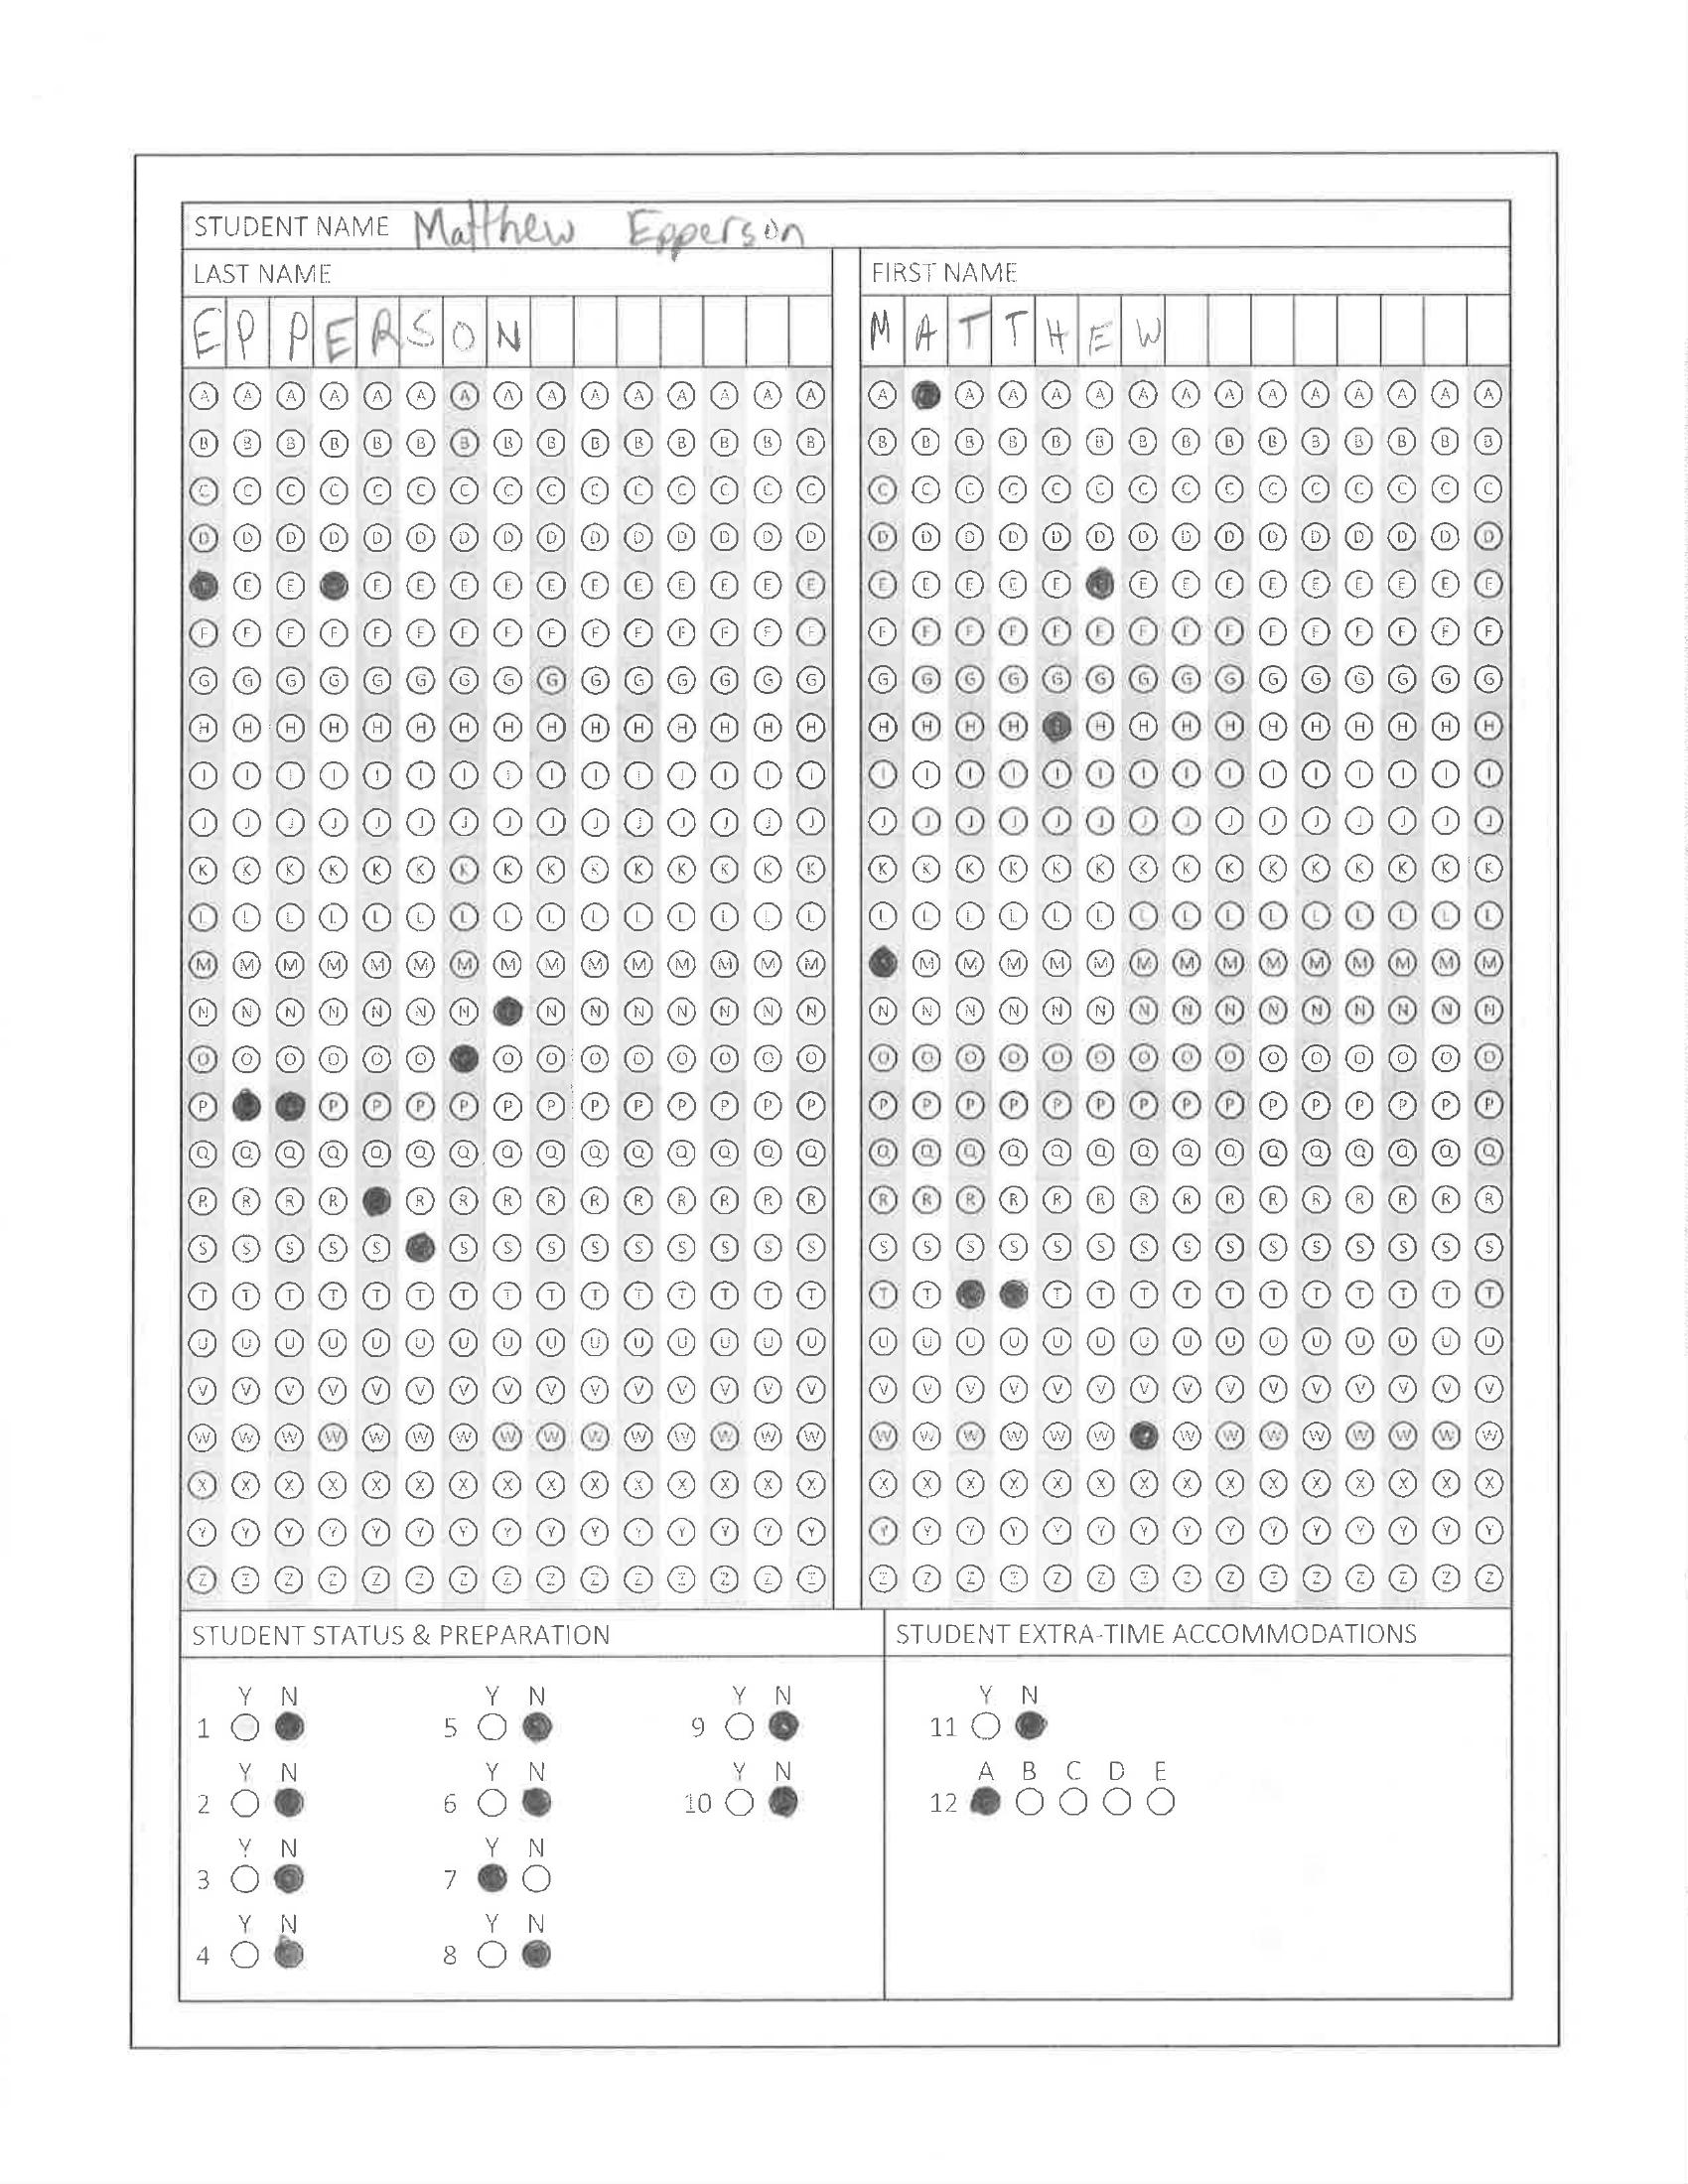 STUDENT NAME Matthew Epperson
LAST NAME FIRST NAME
E P P E R S O N M A T T H E W
A A A A A A A A A A A A A A A A A A A A A A A A A A A A A
B B B B B B B B B B B B B B B B B B B B B B B B B B B B B B
C C C C C C C C C C C C C C C C C C C C C C C C C C C C C C
D D D D D D D D D D D D D D D D D D D D D D D D D D D D D D
E E E E E E E E E E E E E E E E E E E E E E E E E E E
F F F F F F F F F F F F F F F F F F F F F F F F F F F F F F
G G G G G G G G G G G G G G G G G G G G G G G G G G G G G G
H H H H H H H H H H H H H H H H H H H H H H H H H H H H H
I I I I I I I I I I I I I I I I I I I I I I I I I I I I I I
J J J J J J J J J J J J J J J J J J J J J J J J J J J J J J
K K K K K K K K K K K K K K K K K K K K K K K K K K K K K K
L L L L L L L L L L L L L L L L L L L L L L L L L L L L L L
M M M M M M M M M M M M M M M M M M M M M M M M M M M M M
N N N N N N N N N N N N N N N N N N N N N N N N N N N N N
O O O O O O O O O O O O O O O O O O O O O O O O O O O O O
P P P P P P P P P P P P P P P P P P P P P P P P P P P P
Q Q Q Q Q Q Q Q Q Q Q Q Q Q Q Q Q Q Q Q Q Q Q Q Q Q Q Q Q Q
R R R R R R R R R R R R R R R R R R R R R R R R R R R R R
S S S S S S S S S S S S S S S S S S S S S S S S S S S S S
T T T T T T T T T T T T T T T T T T T T T T T T T T T T
U U U U U U U U U U U U U U U U U U U U U U U U U U U U U U
V V V V V V V V V V V V V V V V V V V V V V V V V V V V V V
W W W W W W W W W W W W W W W W W W W W W W W W W W W W W
X X X X X X X X X X X X X X X X X X X X X X X X X X X X X X
Y Y Y Y Y Y Y Y Y Y Y Y Y Y Y Y Y Y Y Y Y Y Y Y Y Y Y Y Y Y
Z Z Z Z Z Z Z Z Z Z Z Z Z Z Z Z Z Z Z Z Z Z Z Z Z Z Z Z Z Z
STUDENT STATUS & PREPARATION STUDENT EXTRA-TIME ACCOMMODATIONS
Y N Y N Y N Y N
1 5 9 11
Y N Y N Y N A B C D E
2 6 10 12
Y N Y N
3 7
Y N Y N
4 8